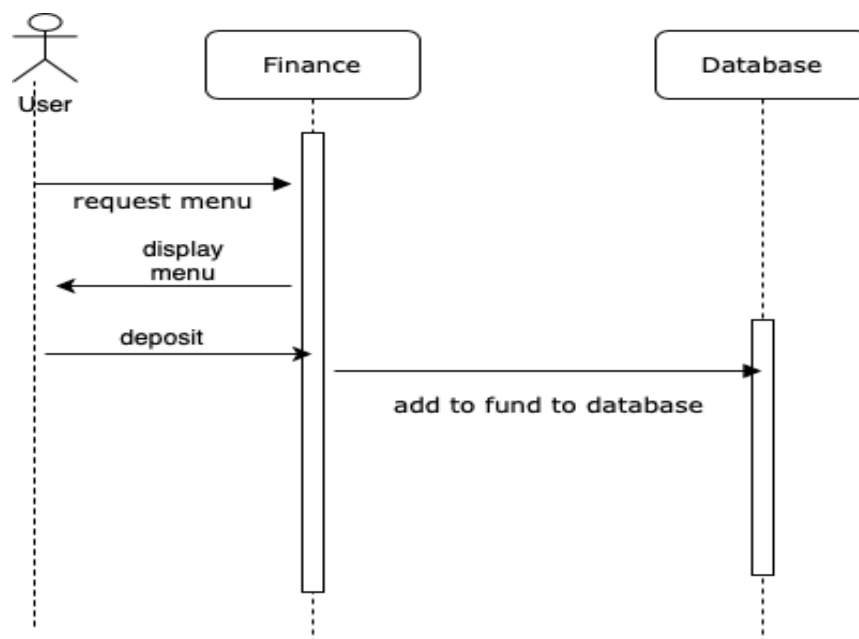 Finance
Database
User
request menu
display
menu
deposit
add to fund to database